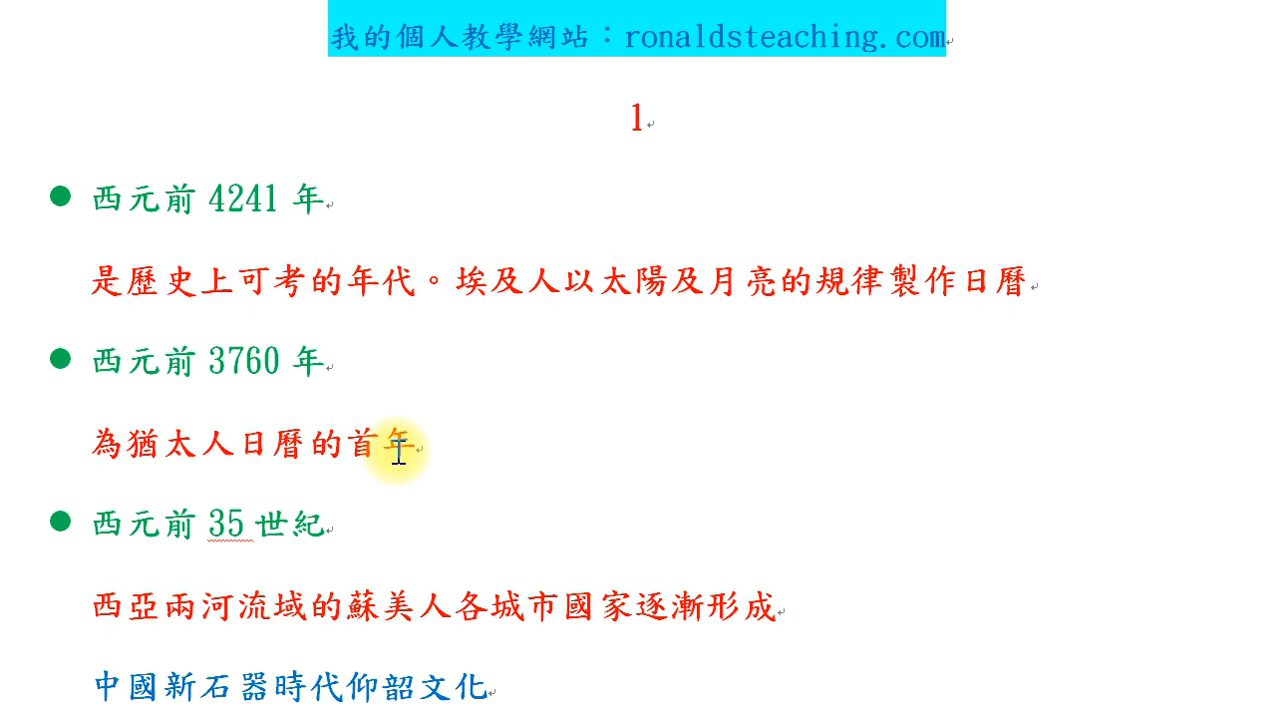 我的個人教學網站：ronaldsteaching.com
1
西元前 4241 年
是歷史上可考的年代。埃及人以太陽及月亮的規律製作日曆
西元前 3760 年
為猶太人日曆的首年
西元前 35 世紀
西亞兩河流域的蘇美人各城市國家逐漸形成
中國新石器時代仰韶文化